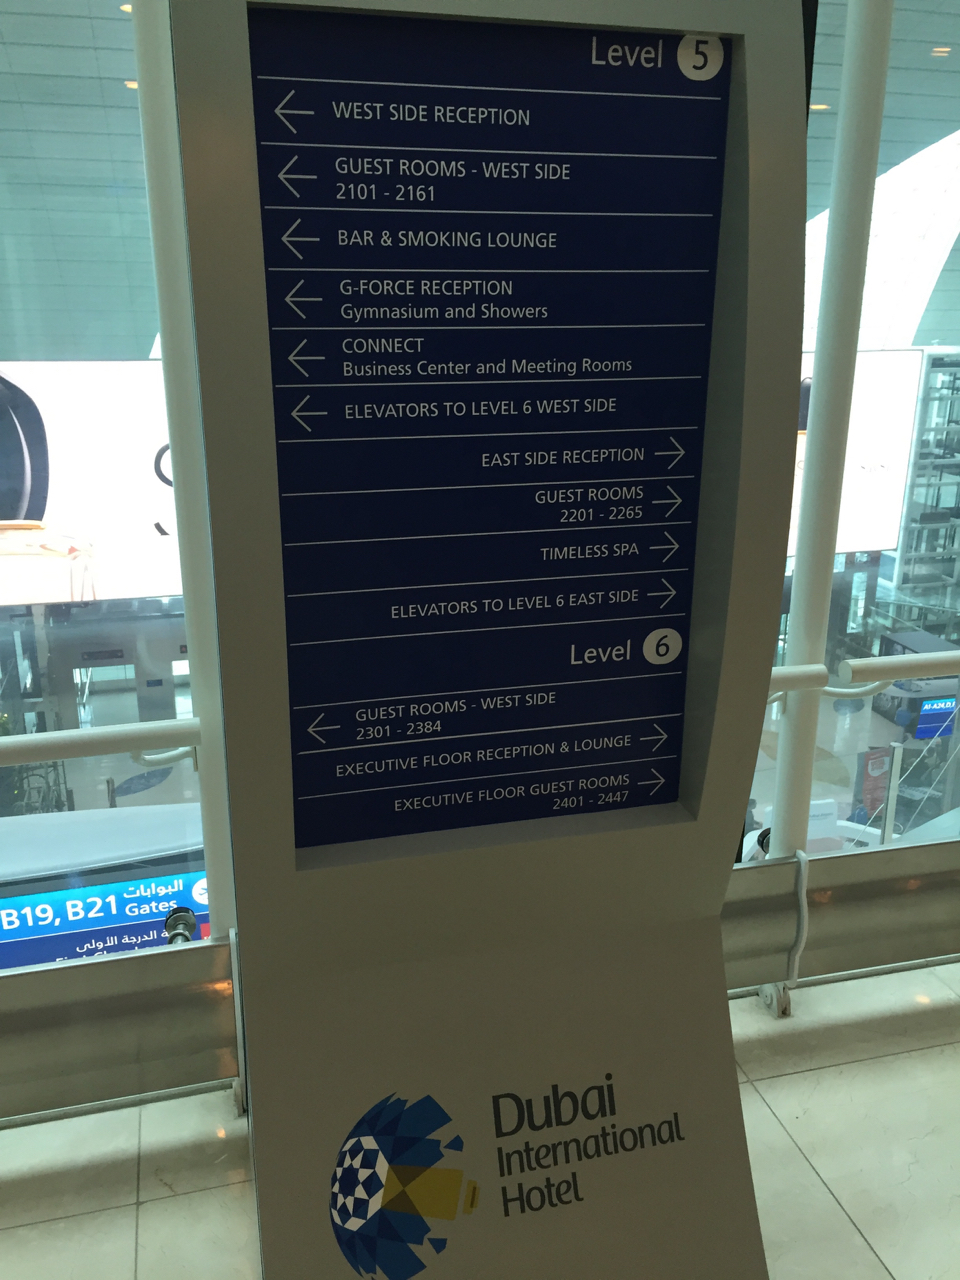 Level 5
WEST SIDE RECEPTION
GUEST ROOMS - WEST SIDE
2101 - 2161
BAR & SMOKING LOUNGE
G-FORCE RECEPTION
Gymnasium and Showers
CONNECT
Business Center and Meeting Rooms
ELEVATORS TO LEVEL 6 WEST SIDE
EAST SIDE RECEPTION
GUEST ROOMS
2201 - 2265
TIMELESS SPA
ELEVATORS TO LEVEL 6 EAST SIDE
Level 6
GUEST ROOMS - WEST SIDE
2301 - 2384
EXECUTIVE FLOOR RECEPTION & LOUNGE
EXECUTIVE FLOOR GUEST ROOMS
2401 - 2447
البوابات
B19, B21 Gates
الدرجة الأولى
Dubai
International
Hotel